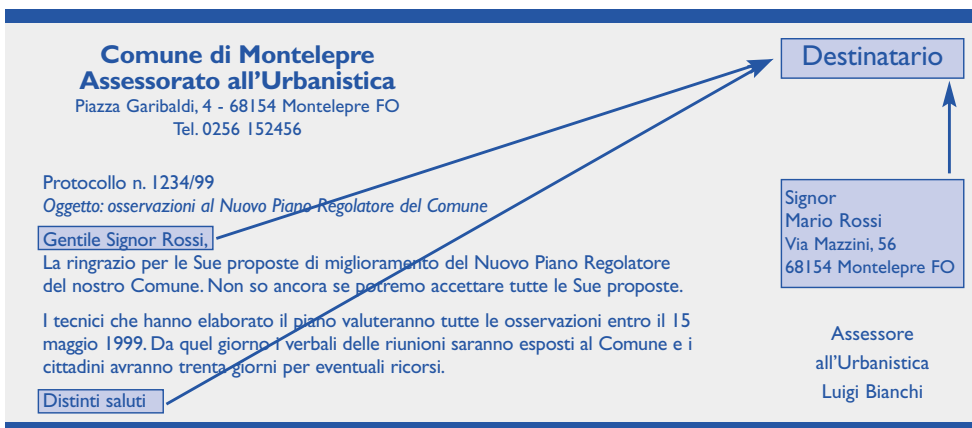 Comune di Montelepre
Assessorato all'Urbanistica
Piazza Garibaldi, 4 - 68154 Montelepre FO
Tel. 0256 152456
Destinatario
Protocollo n. 1234/99
Oggetto: osservazioni al Nuovo Piano Regolatore del Comune
Signor
Mario Rossi
Via Mazzini, 56
68154 Montelepre FO
Gentile Signor Rossi,
La ringrazio per le Sue proposte di miglioramento del Nuovo Piano Regolatore
del nostro Comune. Non so ancora se potremo accettare tutte le Sue proposte.
I tecnici che hanno elaborato il piano valuteranno tutte le osservazioni entro il 15
maggio 1999. Da quel giorno i verbali delle riunioni saranno esposti al Comune e i
cittadini avranno trenta giorni per eventuali ricorsi.
Distinti saluti
Assessore
all'Urbanistica
Luigi Bianchi